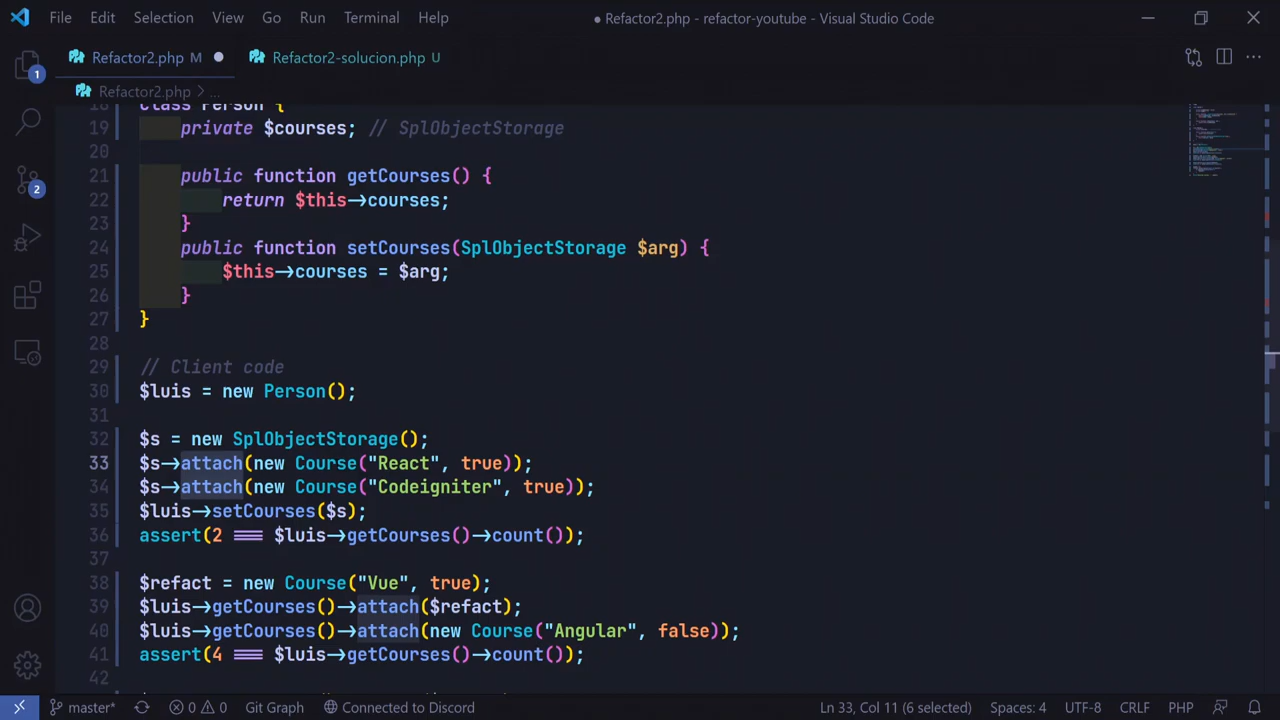 File Edit Selection View Go Run Terminal Help
● Refactor2.php - refactor-youtube - Visual Studio Code
Refactor2.php M ●
Refactor2-solucion.php U
Refactor2.php > ...
18 class Person {
19 private $courses; // SplObjectStorage
20
21 public function getCourses() {
22 return $this->courses;
23 }
24 public function setCourses(SplObjectStorage $arg) {
25 $this->courses = $arg;
26 }
27 }
28
29 // Client code
30 $luis = new Person();
31
32 $s = new SplObjectStorage();
33 $s->attach(new Course("React", true));
34 $s->attach(new Course("Codeigniter", true));
35 $luis->setCourses($s);
36 assert(2 === $luis->getCourses()->count());
37
38 $refact = new Course("Vue", true);
39 $luis->getCourses()->attach($refact);
40 $luis->getCourses()->attach(new Course("Angular", false));
41 assert(4 === $luis->getCourses()->count());
42
1
2
master* 0 0 Git Graph Connected to Discord Ln 33, Col 11 (6 selected) Spaces: 4 UTF-8 CRLF PHP